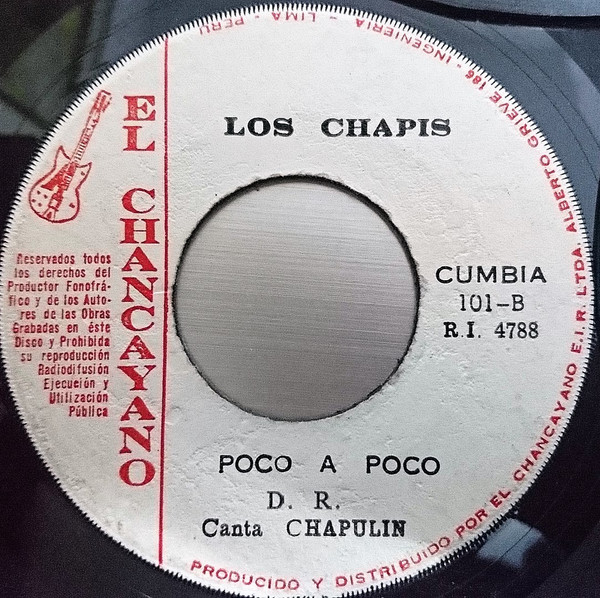 LOS CHAPIS
EL CHANCAYANO
Reservados todos
los derechos del
Productor Fonográ-
fico y de los Auto-
res de las Obras
Grabadas en éste
Disco y Prohibida
su reproducción
Radiodifusión
Ejecución y
Utilización
Pública
CUMBIA
101-B
R.I. 4788
POCO A POCO
D. R.
Canta CHAPULIN
PRODUCIDO Y DISTRIBUIDO POR EL CHANCAYANO E.I.R. LTDA. ALBERTO GRIEVE 186 - INGENIERIA - LIMA - PERU